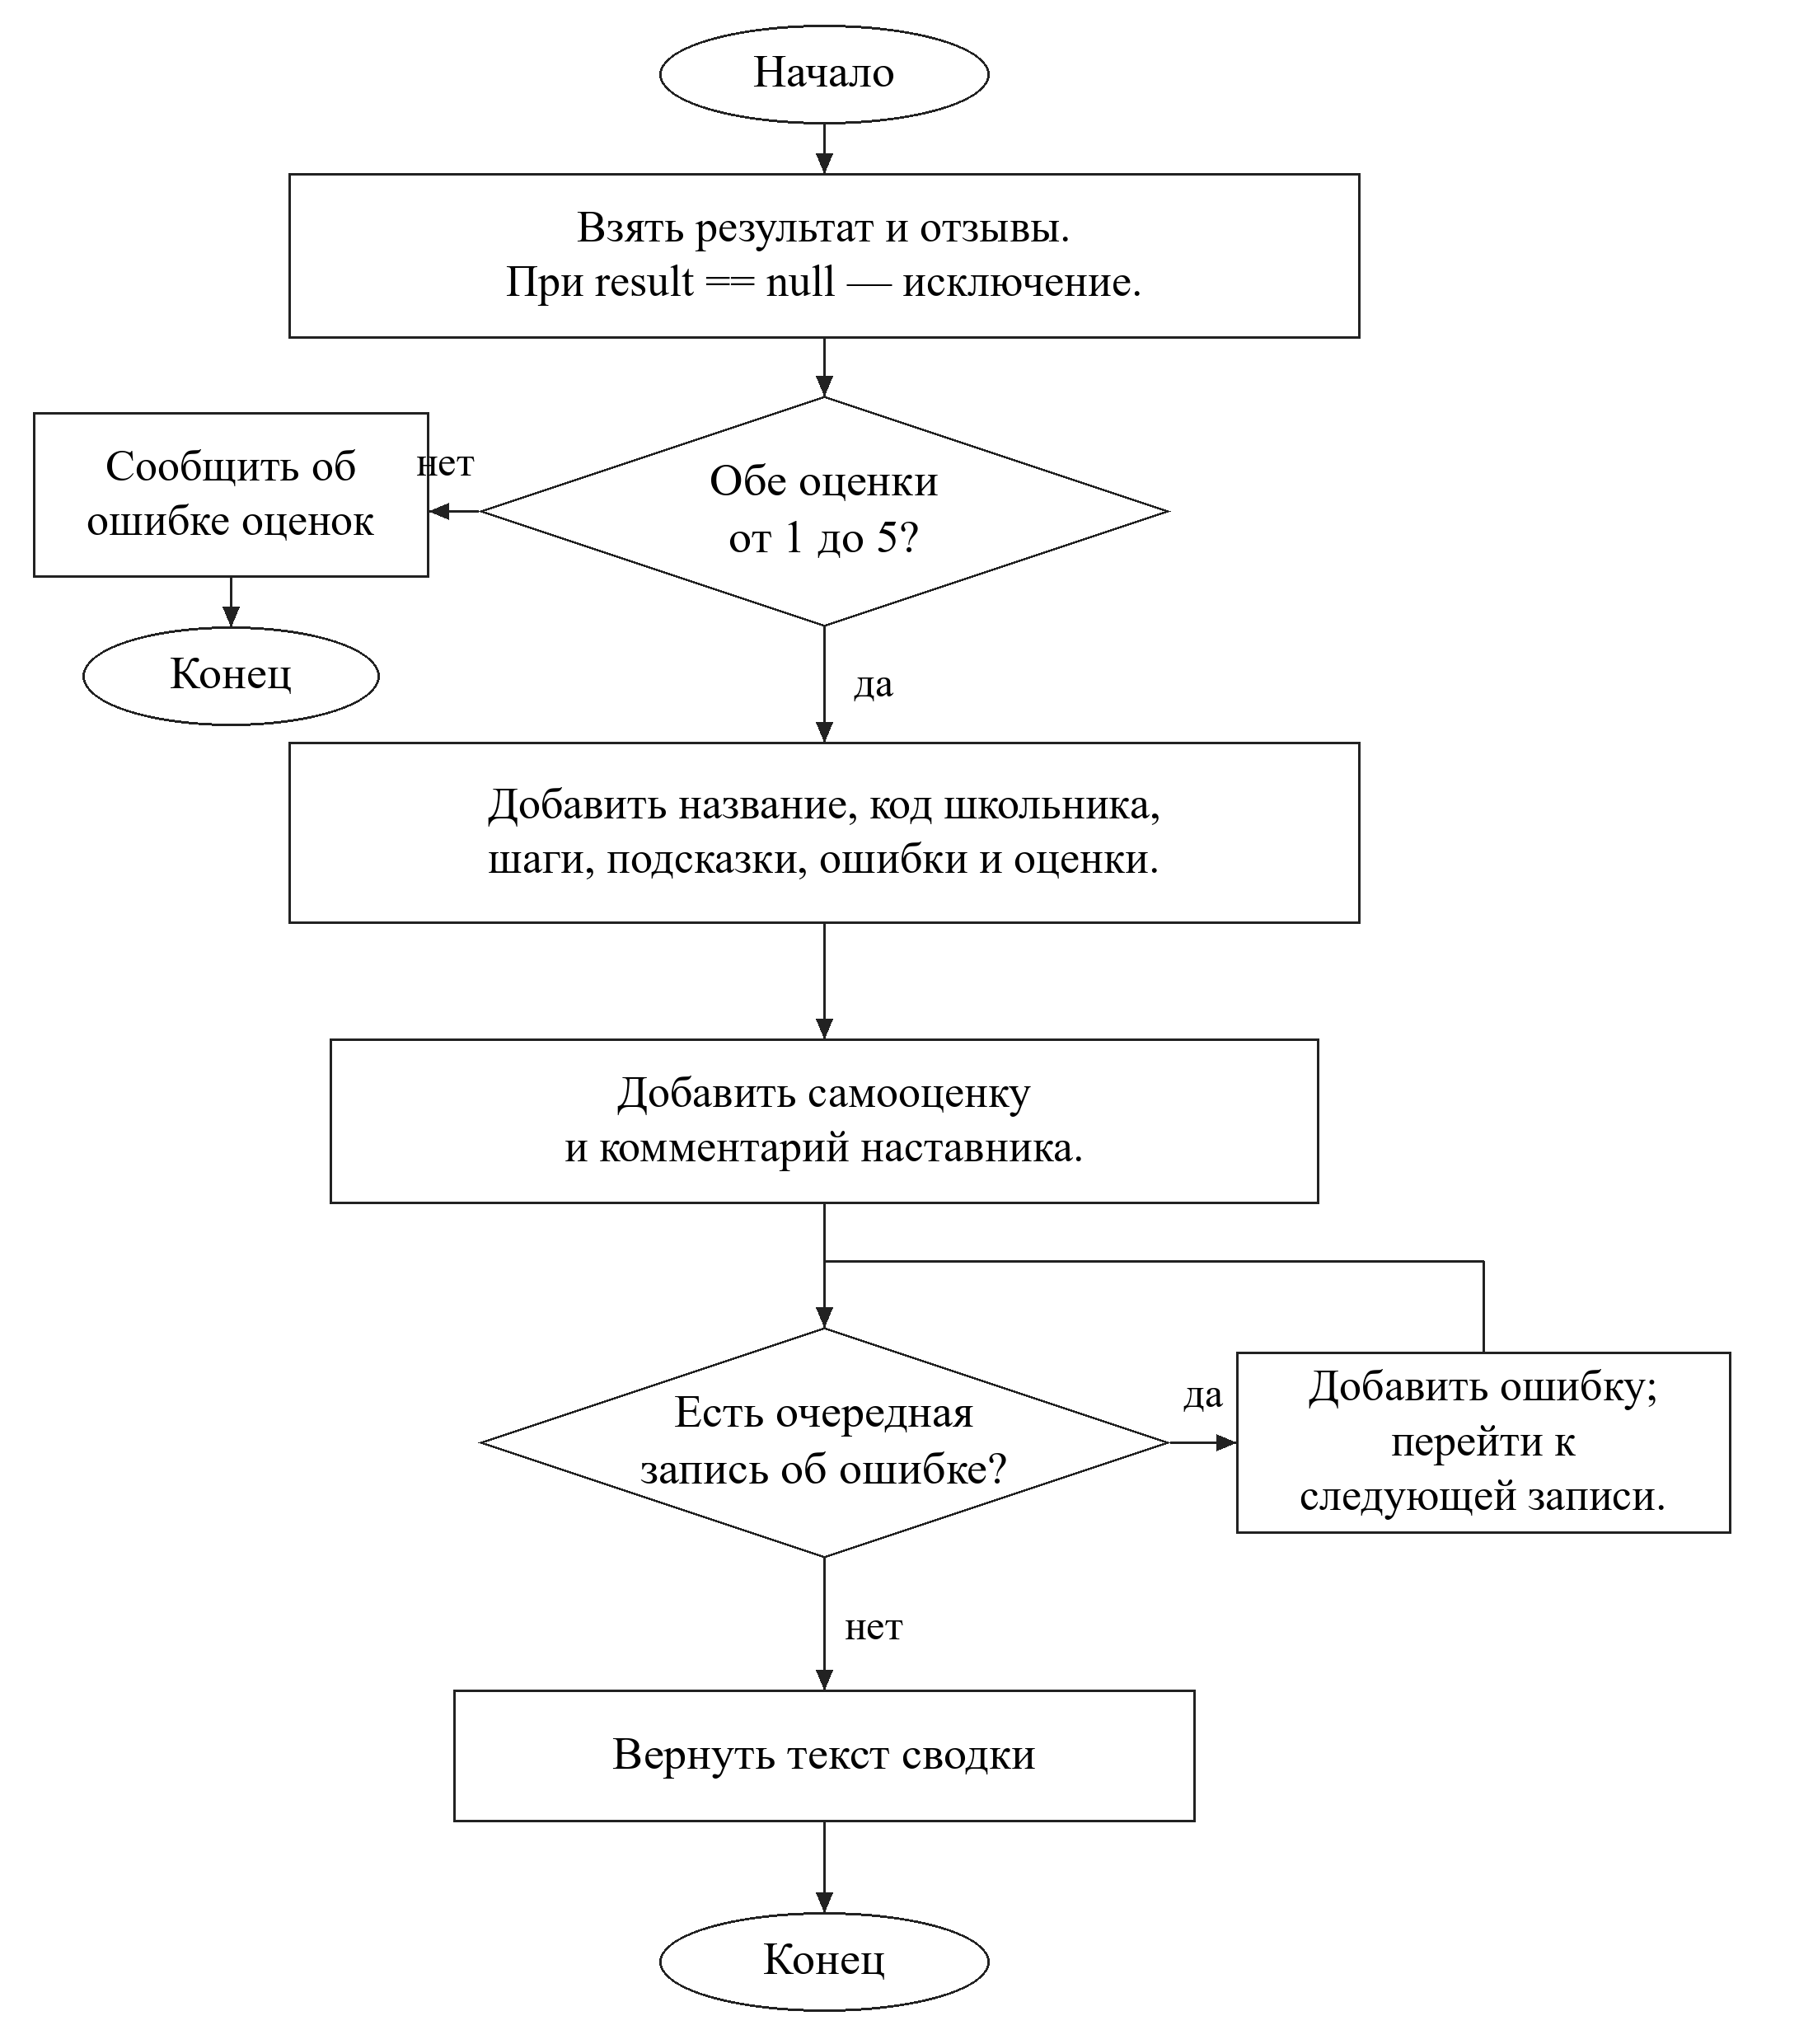 Начало
Взять результат и отзывы.
При result == null — исключение.
Обе оценки
от 1 до 5?
нет
Сообщить об
ошибке оценок
Конец
да
Добавить название, код школьника,
шаги, подсказки, ошибки и оценки.
Добавить самооценку
и комментарий наставника.
Есть очередная
запись об ошибке?
да
Добавить ошибку;
перейти к
следующей записи.
нет
Вернуть текст сводки
Конец